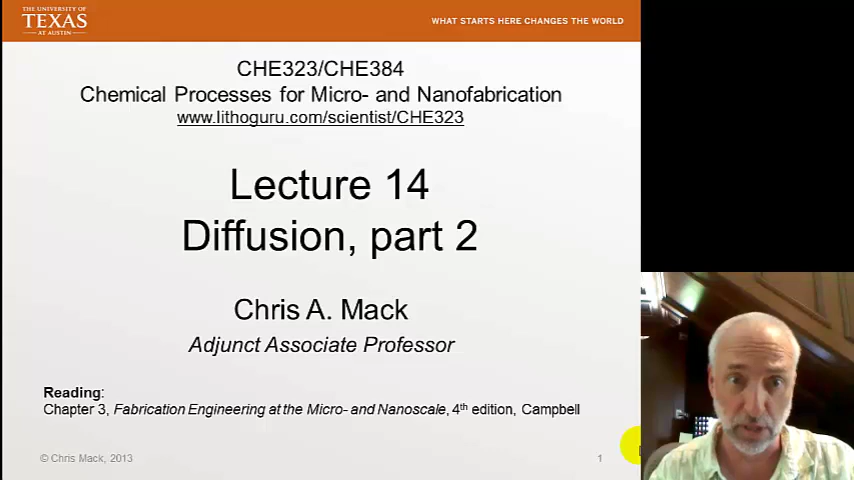 THE UNIVERSITY OF
TEXAS
AT AUSTIN
WHAT STARTS HERE CHANGES THE WORLD
CHE323/CHE384
Chemical Processes for Micro- and Nanofabrication
www.lithoguru.com/scientist/CHE323
Lecture 14
Diffusion, part 2
Chris A. Mack
Adjunct Associate Professor
Reading:
Chapter 3, Fabrication Engineering at the Micro- and Nanoscale, 4th edition, Campbell
© Chris Mack, 2013
1